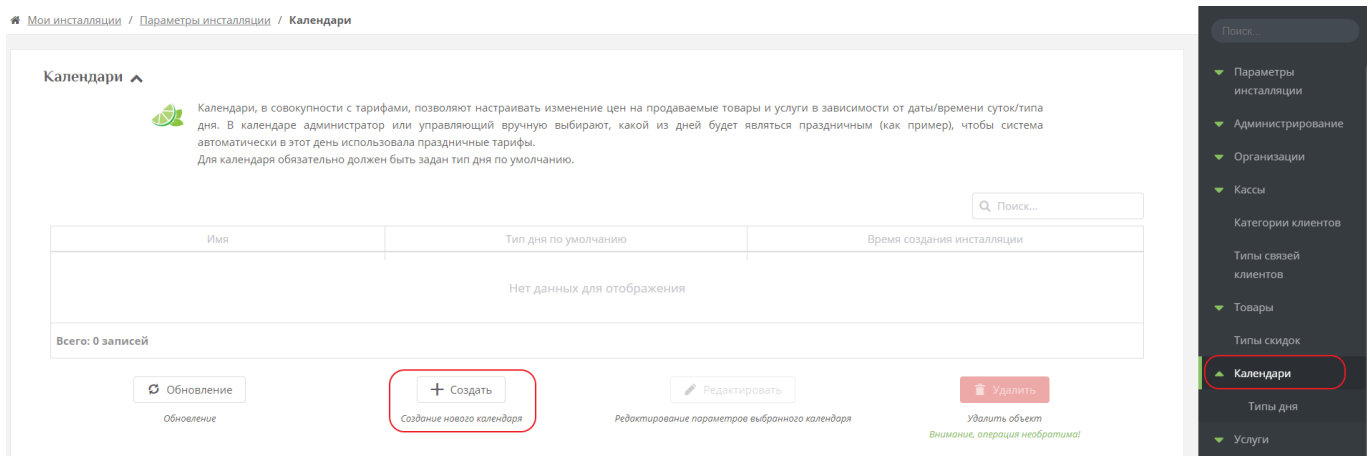 Мои инсталляции / Параметры инсталляции / Календари
Календари
Календари, в совокупности с тарифами, позволяют настраивать изменение цен на продаваемые товары и услуги в зависимости от даты/времени суток/типа
дня. В календаре администратор или управляющий вручную выбирают, какой из дней будет являться праздничным (как пример), чтобы система
автоматически в этот день использовала праздничные тарифы.
Для календаря обязательно должен быть задан тип дня по умолчанию.
Поиск...
Имя Тип дня по умолчанию Время создания инсталляции
Нет данных для отображения
Всего: 0 записей
Обновление Создать Редактировать Удалить
Обновление Создание нового календаря Редактирование параметров выбранного календаря Удалить объект
Внимание, операция необратима!
Поиск...
Параметры
инсталляции
Администрирование
Организации
Кассы
Категории клиентов
Типы связей
клиентов
Товары
Типы скидок
Календари
Типы дня
Услуги